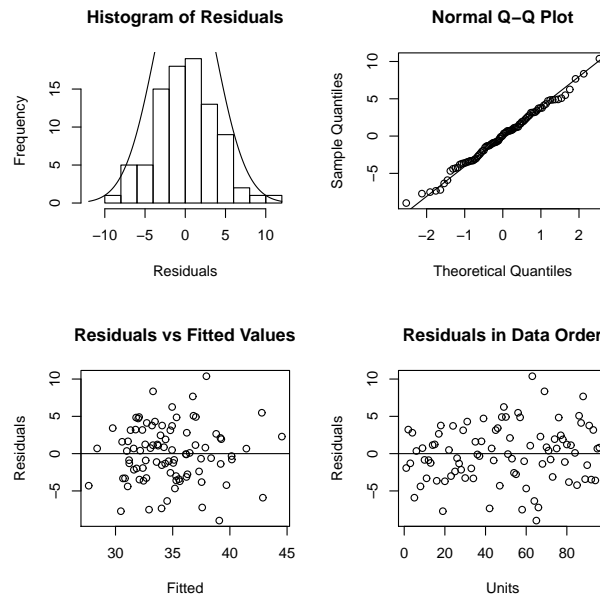 Histogram of Residuals
Frequency
0
5
10
15
−10
−5
0
5
10
Residuals
Normal Q−Q Plot
Sample Quantiles
−5
0
5
10
−2
−1
0
1
2
Theoretical Quantiles
Residuals vs Fitted Values
Residuals
−5
0
5
10
30
35
40
45
Fitted
Residuals in Data Order
Residuals
−5
0
5
10
0
20
40
60
80
Units